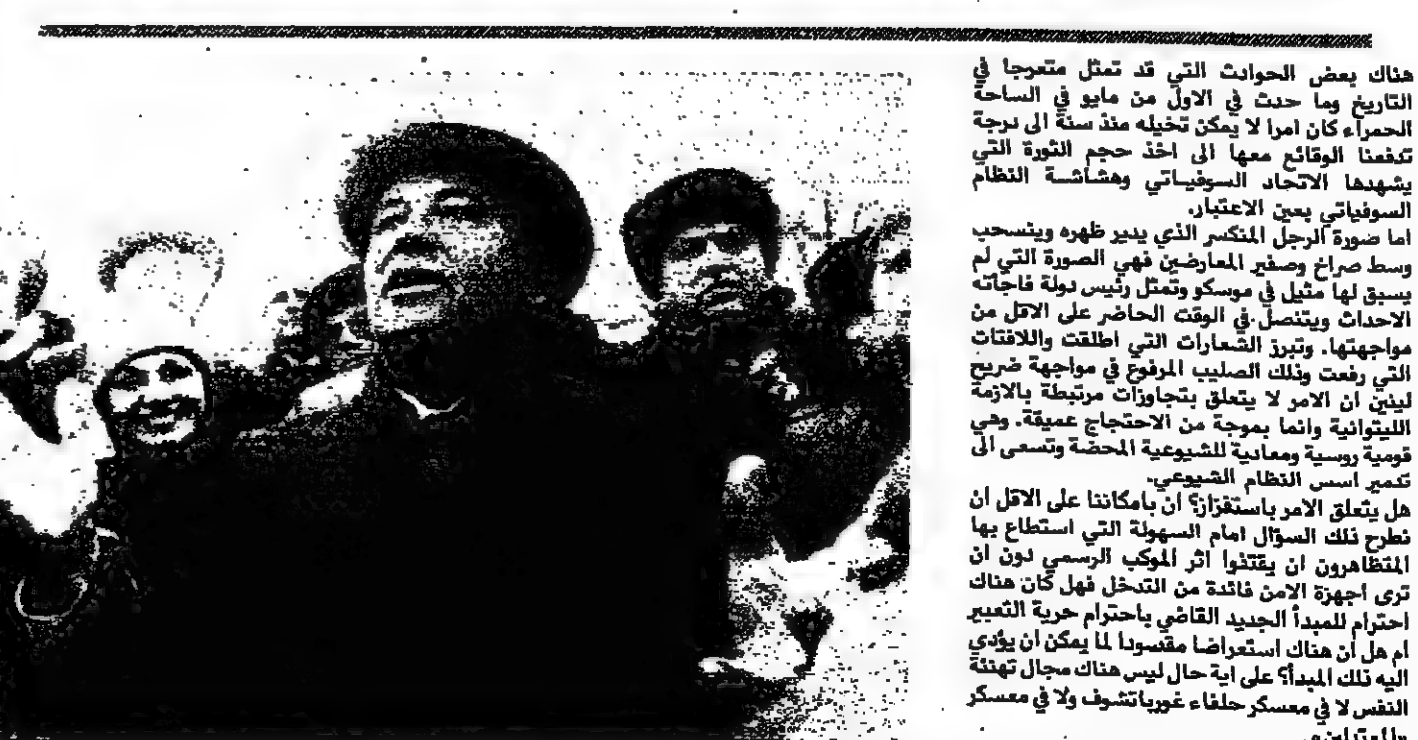 هناك بعض الحوادث التي قد تمثل متعرجا في
التاريخ وما حدث في الاول من مايو في الساحة
الحمراء كان امرا لا يمكن تخيله منذ سنة الى درجة
تدفعنا الوقائع معها الى اخذ حجم الثورة التي
يشهدها الاتحاد السوفياتي وهشاشة النظام
السوفياتي بعين الاعتبار.
اما صورة الرجل المنكسر الذي يدير ظهره وينسحب
وسط صراخ وصفير المعارضين فهي الصورة التي لم
يسبق لها مثيل في موسكو وتمثل رئيس دولة فاجأته
الاحداث ويتنصل في الوقت الحاضر على الاقل من
مواجهتها. وتبرز الشعارات التي اطلقت واللافتات
التي رفعت وذلك الصليب المرفوع في مواجهة ضريح
لينين ان الامر لا يتعلق بتجاوزات مرتبطة بالازمة
الليتوانية وانما بموجة من الاحتجاج عميقة. وهي
قومية روسية ومعادية للشيوعية المحضة وتسعى الى
تدمير اسس النظام الشيوعي.
هل يتعلق الامر باستفزاز؟ ان بامكاننا على الاقل ان
نطرح ذلك السؤال امام السهولة التي استطاع بها
المتظاهرون ان يقتفوا اثر الموكب الرسمي دون ان
ترى أجهزة الامن فائدة من التدخل فهل كان هناك
احترام للمبدأ الجديد القاضي باحترام حرية التعبير
أم هل ان هناك استعراضا مقسودا لما يمكن ان يؤدي
اليه ذلك المبدأ؟ على اية حال ليس هناك مجال تهنئة
النفس لا في معسكر حلفاء غورباتشوف ولا في معسكر